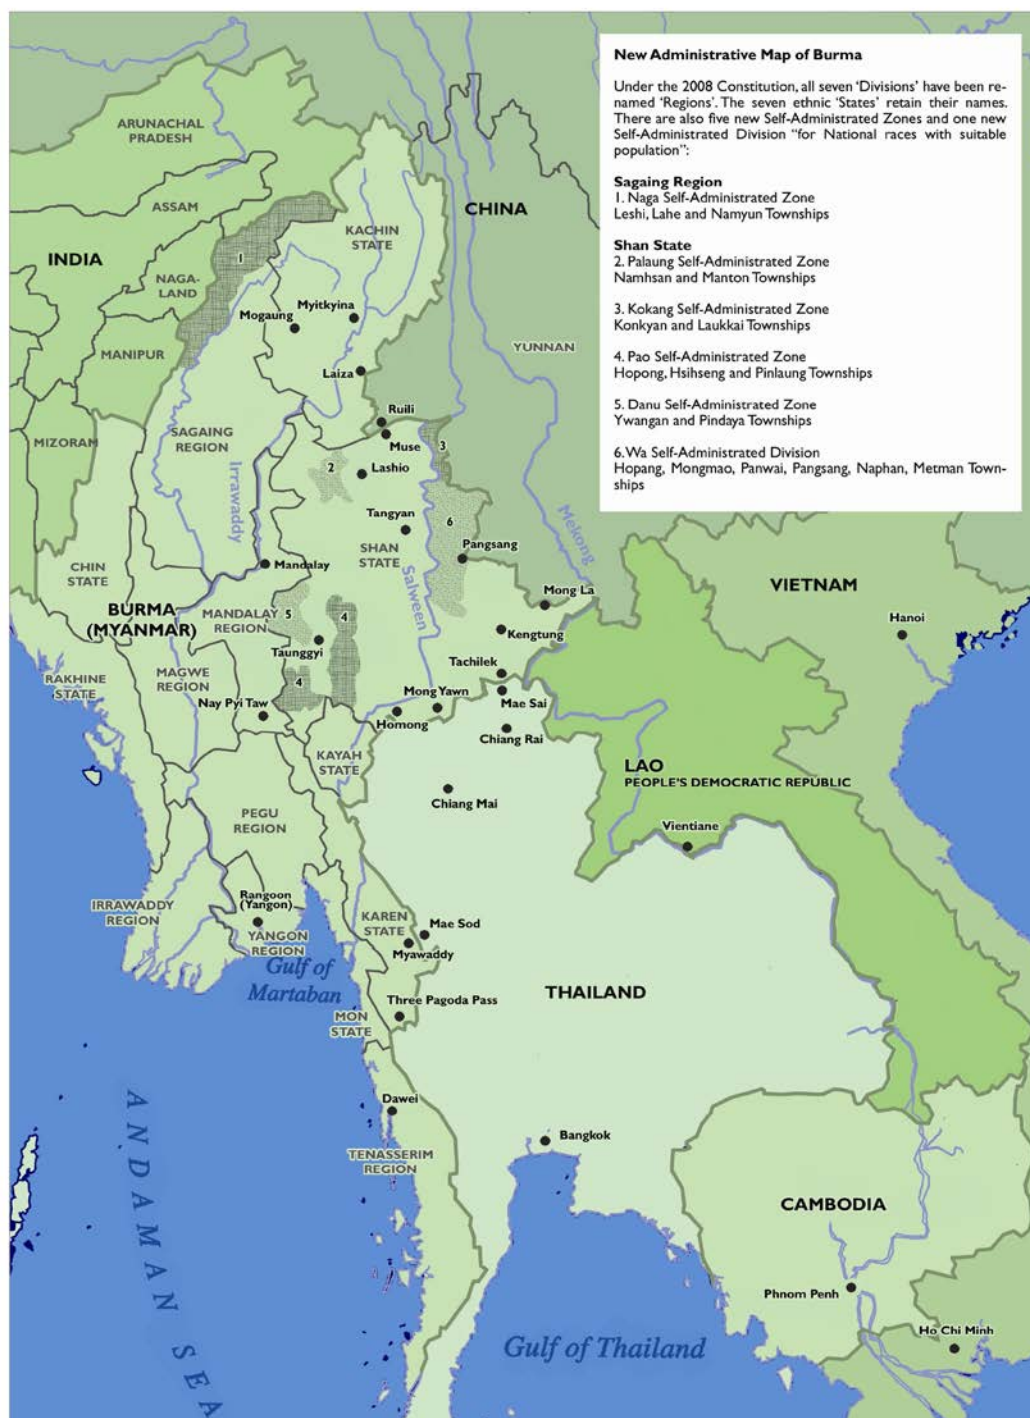 New Administrative Map of Burma
Under the 2008 Constitution, all seven 'Divisions' have been re-
named 'Regions'. The seven ethnic 'States' retain their names.
There are also five new Self-Administrated Zones and one new
Self-Administrated Division "for National races with suitable
population":
Sagaing Region
1. Naga Self-Administrated Zone
Leshi, Lahe and Namyun Townships
Shan State
2. Palaung Self-Administrated Zone
Namhsan and Manton Townships
3. Kokang Self-Administrated Zone
Konkyan and Laukkai Townships
4. Pao Self-Administrated Zone
Hopong, Hsihseng and Pinlaung Townships
5. Danu Self-Administrated Zone
Ywangan and Pindaya Townships
6. Wa Self-Administrated Division
Hopang, Mongmao, Panwai, Pangsang, Naphan, Metman Town-
ships
ARUNACHAL
PRADESH
ASSAM
CHINA
KACHIN
STATE
INDIA
1
NAGA-
LAND
Myitkyina
Mogaung
MANIPUR
YUNNAN
Laiza
Ruili
MIZORAM
SAGAING
REGION
Muse
3
2
Lashio
Irrawaddy
Tangyan
6
Mekong
SHAN
STATE
Pangsang
Salween
Mandalay
CHIN
STATE
VIETNAM
Mong La
BURMA
(MYANMAR)
MANDALAY
REGION
5
4
Hanoi
Kengtung
Taunggyi
RAKHINE
STATE
MAGWE
REGION
4
Tachilek
Nay Pyi Taw
Mong Yawn
Mae Sai
Homong
Chiang Rai
KAYAH
STATE
LAO
PEOPLE'S DEMOCRATIC REPUBLIC
Chiang Mai
PEGU
REGION
Vientiane
IRRAWADDY
REGION
Rangoon
(Yangon)
YANGON
REGION
KAREN
STATE
Mae Sod
Myawaddy
Gulf of
Martaban
THAILAND
Three Pagoda Pass
MON
STATE
Dawei
Bangkok
TENASSERIM
REGION
ANDAMAN SEA
CAMBODIA
Phnom Penh
Ho Chi Minh
Gulf of Thailand